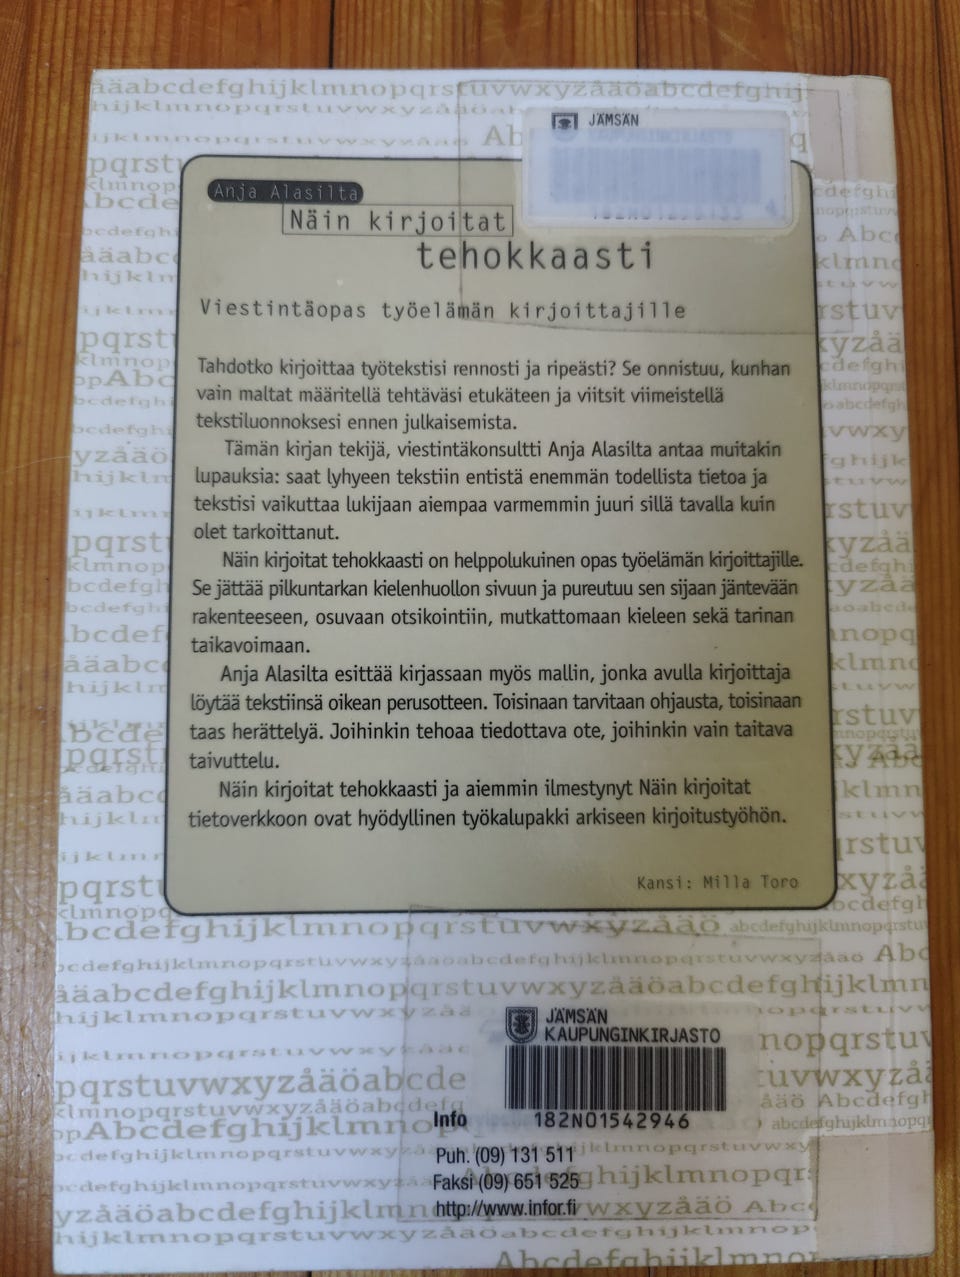 JÄMSÄN
Anja Alasilta
Näin kirjoitat
tehokkaasti
Viestintäopas työelämän kirjoittajille
Tahdotko kirjoittaa työtekstisi rennosti ja ripeästi? Se onnistuu, kunhan
vain maltat määritellä tehtäväsi etukäteen ja viitsit viimeistellä
tekstiluonnoksesi ennen julkaisemista.
Tämän kirjan tekijä, viestintäkonsultti Anja Alasilta antaa muitakin
lupauksia: saat lyhyeen tekstiin entistä enemmän todellista tietoa ja
tekstisi vaikuttaa lukijaan aiempaa varmemmin juuri sillä tavalla kuin
olet tarkoittanut.
Näin kirjoitat tehokkaasti on helppolukuinen opas työelämän kirjoittajille.
Se jättää pilkuntarkan kielenhuollon sivuun ja pureutuu sen sijaan jäntevään
rakenteeseen, osuvaan otsikointiin, mutkattomaan kieleen sekä tarinan
taikavoimaan.
Anja Alasilta esittää kirjassaan myös mallin, jonka avulla kirjoittaja
löytää tekstiinsä oikean perusotteen. Toisinaan tarvitaan ohjausta, toisinaan
taas herättelyä. Joihinkin tehoaa tiedottava ote, joihinkin vain taitava
taivuttelu.
Näin kirjoitat tehokkaasti ja aiemmin ilmestynyt Näin kirjoitat
tietoverkkoon ovat hyödyllinen työkalupakki arkiseen kirjoitustyöhön.
Kansi: Milla Toro
JÄMSÄN
KAUPUNGINKIRJASTO
182N01542946
Info
Puh. (09) 131 511
Faksi (09) 651 525
http://www.infor.fi